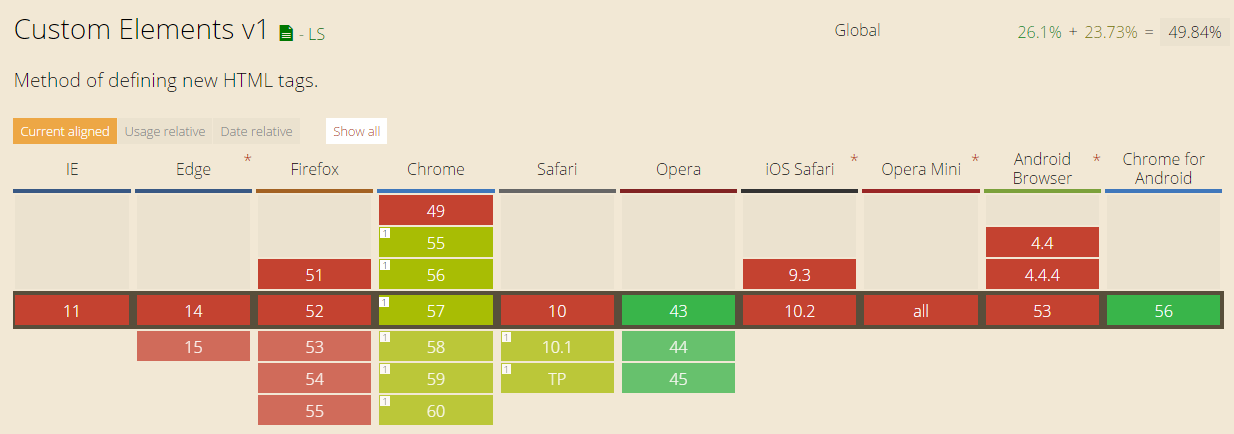 Custom Elements v1 - LS
Global
26.1% + 23.73% = 49.84%
Method of defining new HTML tags.
Current aligned Usage relative Date relative Show all
IE Edge * Firefox Chrome Safari Opera iOS Safari * Opera Mini * Android Browser * Chrome for Android
49
1 55 4.4
51 1 56 9.3 4.4.4
11 14 52 1 57 10 43 10.2 all 53 56
15 53 1 58 1 10.1 44
54 1 59 1 TP 45
55 1 60